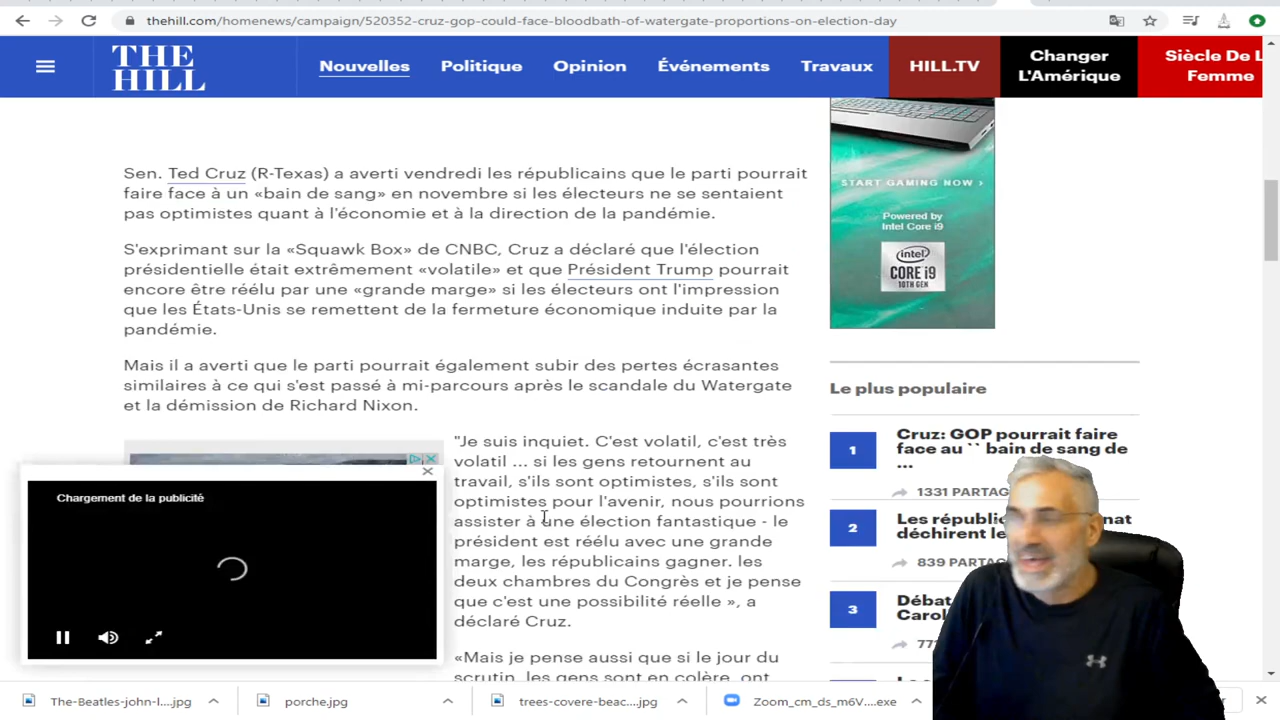 thehill.com/homenews/campaign/520352-cruz-gop-could-face-bloodbath-of-watergate-proportions-on-election-day
THE HILL
Nouvelles
Politique
Opinion
Événements
Travaux
HILL.TV
Changer
L'Amérique
Siècle De L
Femme
Sen. Ted Cruz (R-Texas) a averti vendredi les républicains que le parti pourrait
faire face à un «bain de sang» en novembre si les électeurs ne se sentaient
pas optimistes quant à l'économie et à la direction de la pandémie.
S'exprimant sur la «Squawk Box» de CNBC, Cruz a déclaré que l'élection
présidentielle était extrêmement «volatile» et que Président Trump pourrait
encore être réélu par une «grande marge» si les électeurs ont l'impression
que les États-Unis se remettent de la fermeture économique induite par la
pandémie.
Mais il a averti que le parti pourrait également subir des pertes écrasantes
similaires à ce qui s'est passé à mi-parcours après le scandale du Watergate
et la démission de Richard Nixon.
"Je suis inquiet. C'est volatil, c'est très
volatil ... si les gens retournent au
travail, s'ils sont optimistes, s'ils sont
optimistes pour l'avenir, nous pourrions
assister à une élection fantastique - le
président est réélu avec une grande
marge, les républicains gagner. les
deux chambres du Congrès et je pense
que c'est une possibilité réelle », a
déclaré Cruz.
«Mais je pense aussi que si le jour du
scrutin, les gens sont en colère, ont
Chargement de la publicité
START GAMING NOW >
Powered by
Intel Core i9
intel
CORE i9
10TH GEN
Le plus populaire
1
Cruz: GOP pourrait faire
face au `` bain de sang de
...
1331 PARTAG
2
Les républi nat
déchirent le
839 PARTAG
3
Débat
Carol
77
The-Beatles-john-l....jpg
porche.jpg
trees-covere-beac....jpg
Zoom_cm_ds_m6V....exe